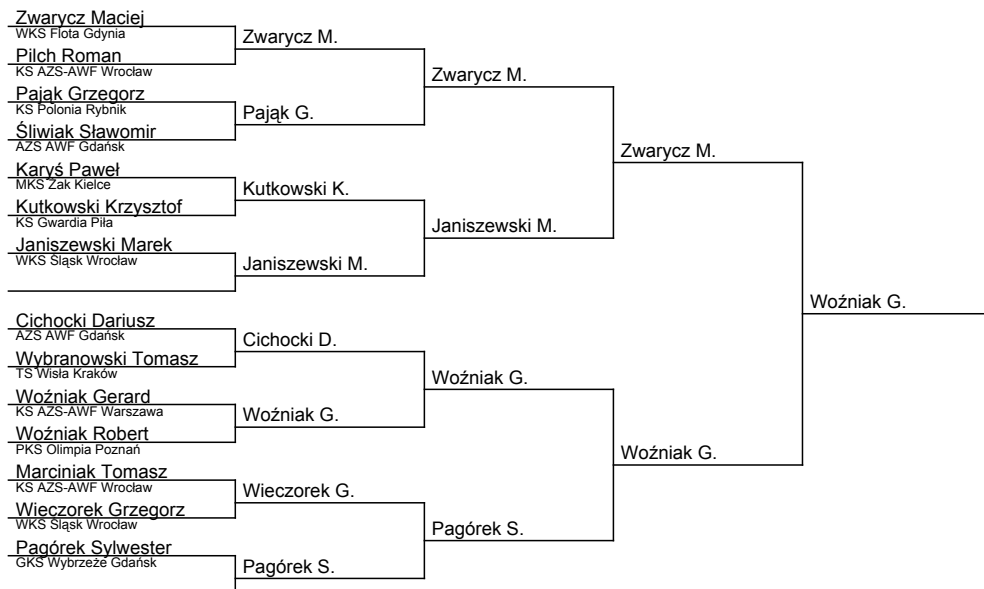 Zwarycz Maciej
WKS Flota Gdynia
Zwarycz M.
Pilch Roman
KS AZS-AWF Wrocław
Zwarycz M.
Pająk Grzegorz
KS Polonia Rybnik
Pająk G.
Śliwiak Sławomir
AZS AWF Gdańsk
Zwarycz M.
Karyś Paweł
MKS Żak Kielce
Kutkowski K.
Kutkowski Krzysztof
KS Gwardia Piła
Janiszewski M.
Janiszewski Marek
WKS Śląsk Wrocław
Janiszewski M.
Woźniak G.
Cichocki Dariusz
AZS AWF Gdańsk
Cichocki D.
Wybranowski Tomasz
TS Wisła Kraków
Woźniak G.
Woźniak Gerard
KS AZS-AWF Warszawa
Woźniak G.
Woźniak Robert
PKS Olimpia Poznań
Woźniak G.
Marciniak Tomasz
KS AZS-AWF Wrocław
Wieczorek G.
Wieczorek Grzegorz
WKS Śląsk Wrocław
Pagórek S.
Pagórek Sylwester
GKS Wybrzeże Gdańsk
Pagórek S.